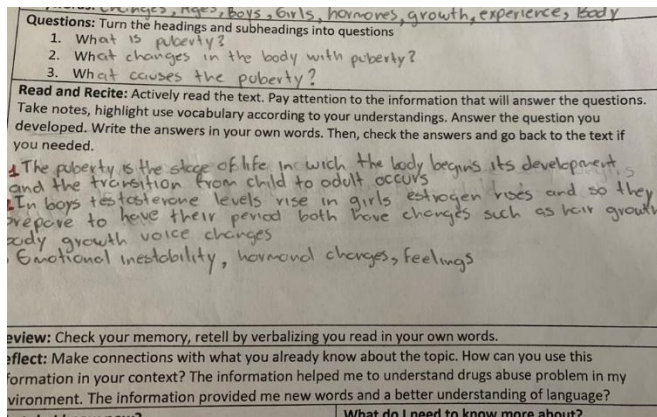 Changes, Ages, Boys, Girls, hormones, growth, experience, Body
Questions: Turn the headings and subheadings into questions
1. What is puberty?
2. What changes in the body with puberty?
3. What causes the puberty?
Read and Recite: Actively read the text. Pay attention to the information that will answer the questions.
Take notes, highlight use vocabulary according to your understandings. Answer the question you
developed. Write the answers in your own words. Then, check the answers and go back to the text if
you needed.
1 The puberty is the stage of life in wich the body begins its development,
and the transition from child to adult occurs
In boys testosterone levels rise in girls estrogen rises and so they
prepare to have their period both have changes such as hair growth
body growth voice changes
Emotional inestobility, hormonal changes, feelings
eview: Check your memory, retell by verbalizing you read in your own words.
eflect: Make connections with what you already know about the topic. How can you use this
formation in your context? The information helped me to understand drugs abuse problem in my
vironment. The information provided me new words and a better understanding of language?
What do I need to know more about?